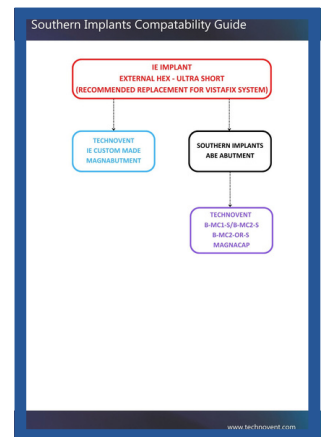 Southern Implants Compatability Guide
IE IMPLANT
EXTERNAL HEX - ULTRA SHORT
(RECOMMENDED REPLACEMENT FOR VISTAFIX SYSTEM)
TECHNOVENT
IE CUSTOM MADE
MAGNABUTMENT
SOUTHERN IMPLANTS
ABE ABUTMENT
TECHNOVENT
B-MC1-S/B-MC2-S
B-MC2-OR-S
MAGNACAP
www.technovent.com